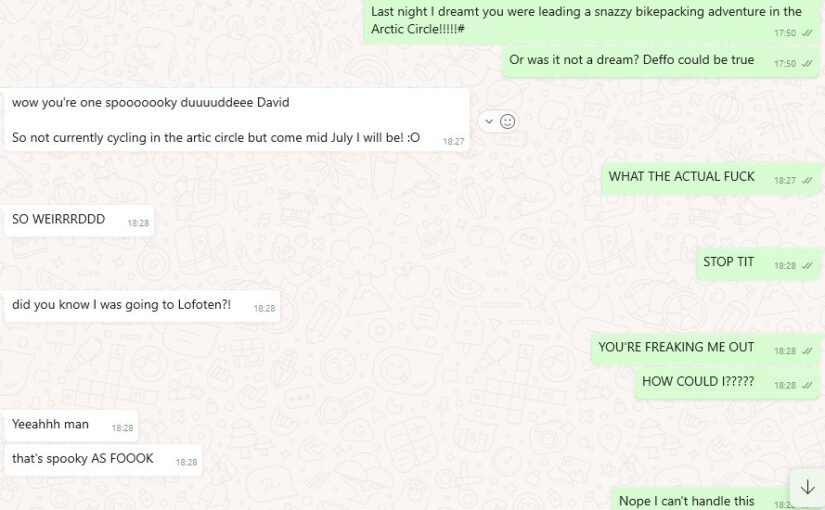 Last night I dreamt you were leading a snazzy bikepacking adventure in the
Arctic Circle!!!!!#
17:50
Or was it not a dream? Deffo could be true
17:50
wow you're one spooooooky duuuuddeee David
So not currently cycling in the artic circle but come mid July I will be! :O
18:27
WHAT THE ACTUAL FUCK
18:27
SO WEIRRRDDD
18:28
STOP TIT
18:28
did you know I was going to Lofoten?!
18:28
YOU'RE FREAKING ME OUT
18:28
HOW COULD I?????
18:28
Yeeahhh man
18:28
that's spooky AS FOOOK
18:28
Nope I can't handle this